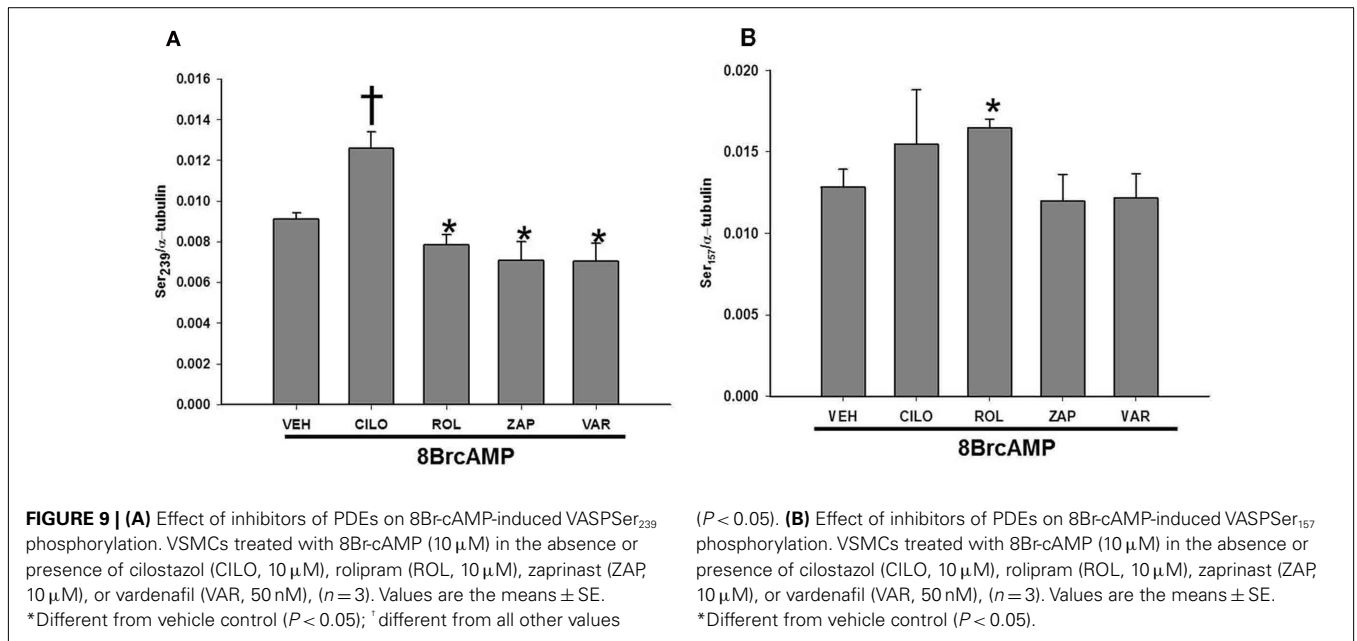 A
0.016
0.014
0.012
0.010
0.008
0.006
0.004
0.002
0.000
Ser239/α-tubulin
†
*
*
*
VEH CILO ROL ZAP VAR
8BrcAMP
B
0.020
0.015
0.010
0.005
0.000
Ser157/α-tubulin
*
VEH CILO ROL ZAP VAR
8BrcAMP
FIGURE 9 | (A) Effect of inhibitors of PDEs on 8Br-cAMP-induced VASPSer239
phosphorylation. VSMCs treated with 8Br-cAMP (10 μM) in the absence or
presence of cilostazol (CILO, 10 μM), rolipram (ROL, 10 μM), zaprinast (ZAP,
10 μM), or vardenafil (VAR, 50 nM), (n = 3). Values are the means ± SE.
*Different from vehicle control (P < 0.05); †different from all other values
(P < 0.05). (B) Effect of inhibitors of PDEs on 8Br-cAMP-induced VASPSer157
phosphorylation. VSMCs treated with 8Br-cAMP (10 μM) in the absence or
presence of cilostazol (CILO, 10 μM), rolipram (ROL, 10 μM), zaprinast (ZAP,
10 μM), or vardenafil (VAR, 50 nM), (n = 3). Values are the means ± SE.
*Different from vehicle control (P < 0.05).